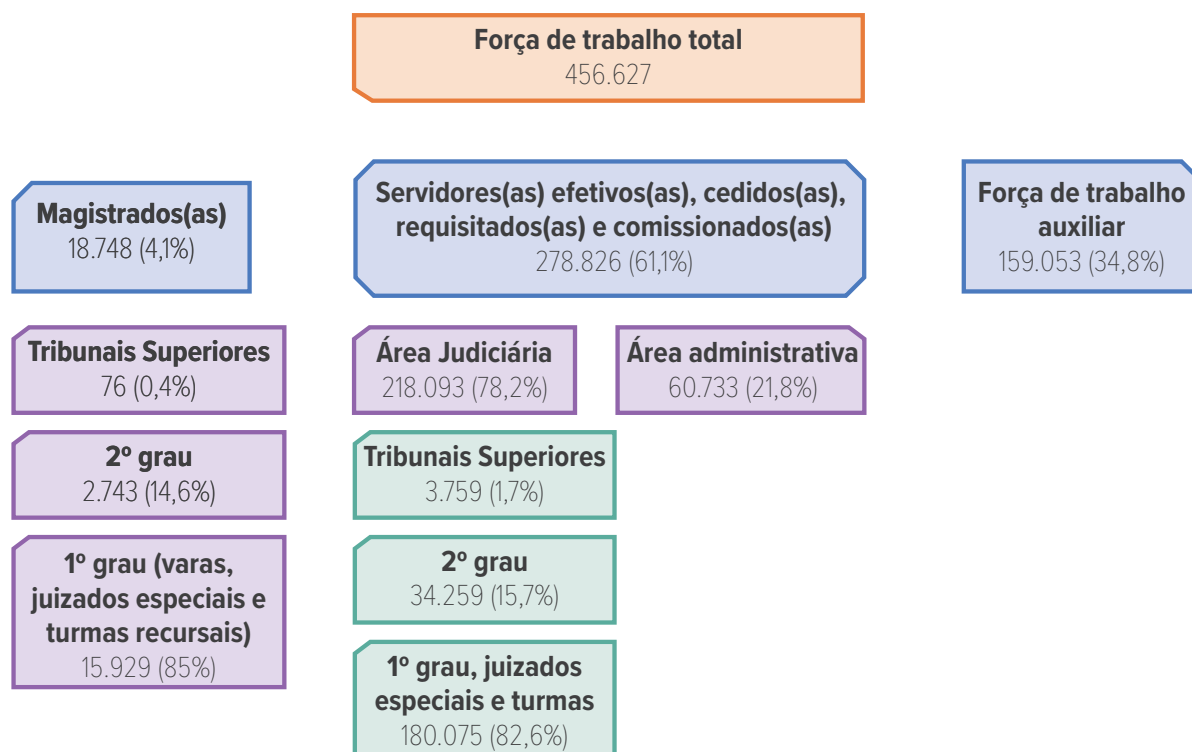 Força de trabalho total
456.627
Magistrados(as)
18.748 (4,1%)
Servidores(as) efetivos(as), cedidos(as),
requisitados(as) e comissionados(as)
278.826 (61,1%)
Força de trabalho
auxiliar
159.053 (34,8%)
Tribunais Superiores
76 (0,4%)
2º grau
2.743 (14,6%)
1º grau (varas,
juizados especiais e
turmas recursais)
15.929 (85%)
Área Judiciária
218.093 (78,2%)
Área administrativa
60.733 (21,8%)
Tribunais Superiores
3.759 (1,7%)
2º grau
34.259 (15,7%)
1º grau, juizados
especiais e turmas
180.075 (82,6%)